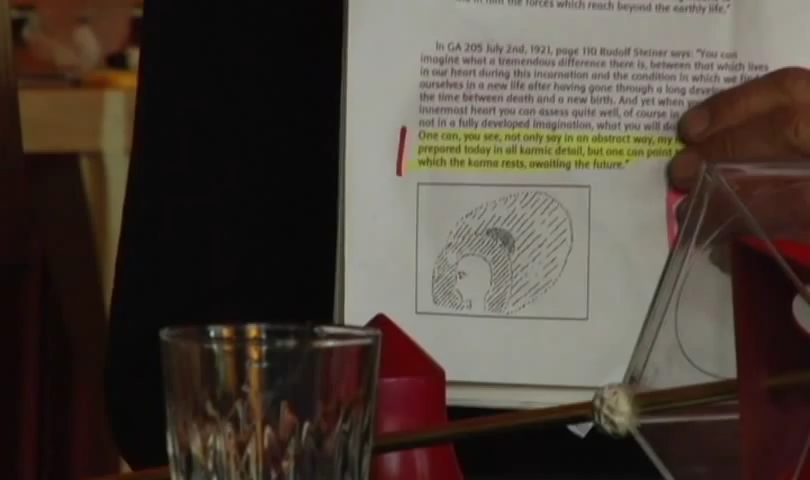 in him the forces which reach beyond the earthly life."
In GA 205 July 2nd, 1921, page 110 Rudolf Steiner says: "You can
imagine what a tremendous difference there is, between that which lives
in our heart during this incarnation and the condition in which we find
ourselves in a new life after having gone through a long
the time between death and a new birth. And yet when
innermost heart you can assess quite well, of course in
not in a fully developed Imagination, what you will
One can, you see, not only say in an abstract way, my
prepared today in all karmic detail, but one can point
which the karma rests, awaiting the future."